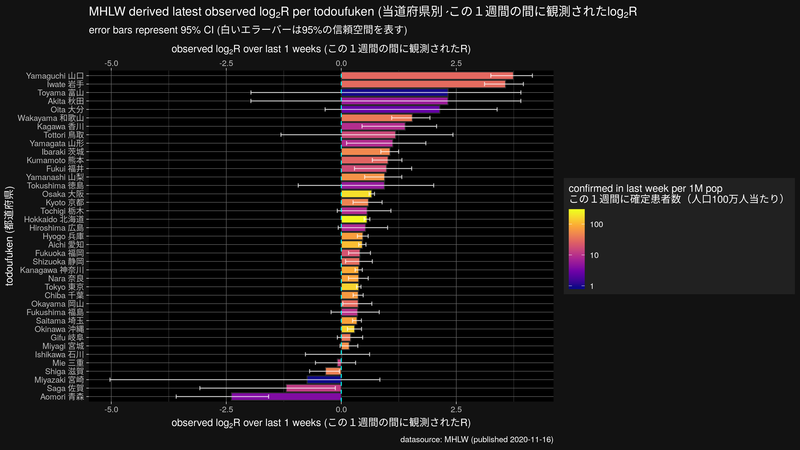 MHLW derived latest observed log₂R per todoufuken (当道府県別 -この１週間の間に観測されたlog₂R
error bars represent 95% CI (白いエラーバーは95%の信頼空間を表す)
observed log₂R over last 1 weeks (この１週間の間に観測されたR)
-5.0 -2.5 0.0 2.5
todoufuken (都道府県)
Yamaguchi 山口
Iwate 岩手
Toyama 富山
Akita 秋田
Oita 大分
Wakayama 和歌山
Kagawa 香川
Tottori 鳥取
Yamagata 山形
Ibaraki 茨城
Kumamoto 熊本
Fukui 福井
Yamanashi 山梨
Tokushima 徳島
Osaka 大阪
Kyoto 京都
Tochigi 栃木
Hokkaido 北海道
Hiroshima 広島
Hyogo 兵庫
Aichi 愛知
Fukuoka 福岡
Shizuoka 静岡
Kanagawa 神奈川
Nara 奈良
Tokyo 東京
Chiba 千葉
Okayama 岡山
Fukushima 福島
Saitama 埼玉
Okinawa 沖縄
Gifu 岐阜
Miyagi 宮城
Ishikawa 石川
Mie 三重
Shiga 滋賀
Miyazaki 宮崎
Saga 佐賀
Aomori 青森
-5.0 -2.5 0.0 2.5
observed log₂R over last 1 weeks (この１週間の間に観測されたR)
confirmed in last week per 1M pop
この１週間に確定患者数（人口100万人当たり）
100
10
1
datasource: MHLW (published 2020-11-16)